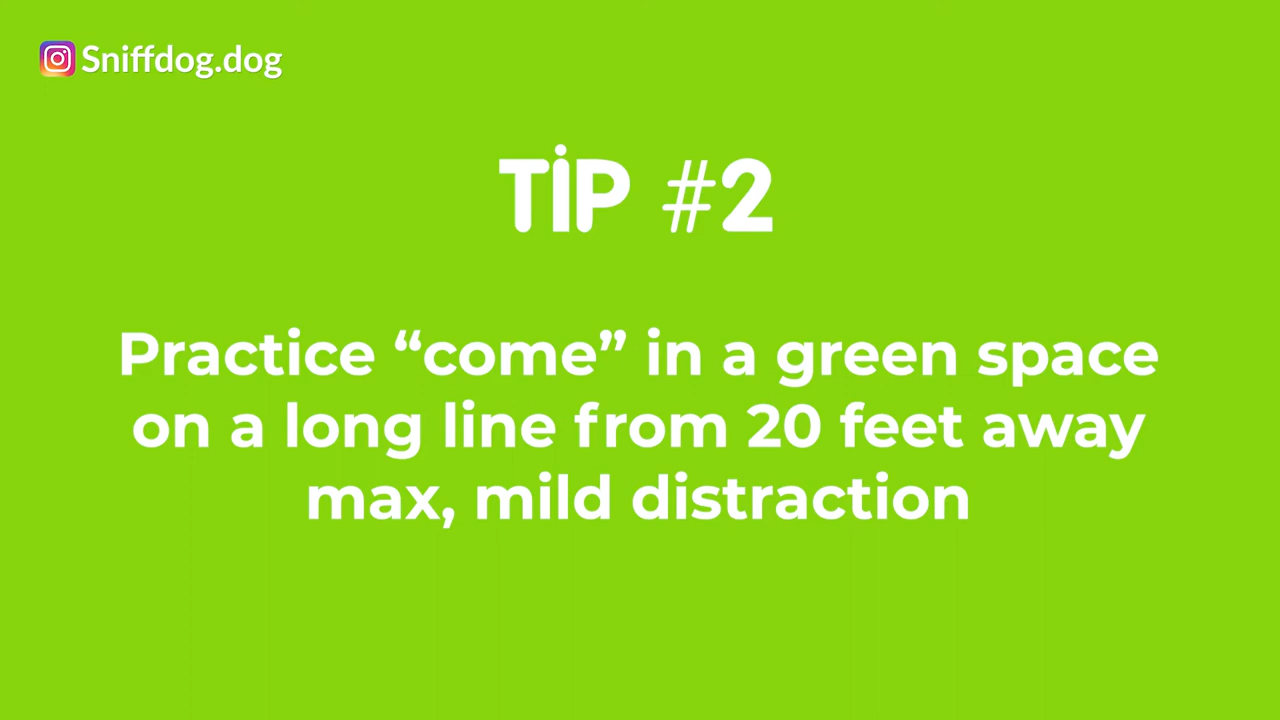 Sniffdog.dog
TiP #2
Practice “come” in a green space
on a long line from 20 feet away
max, mild distraction